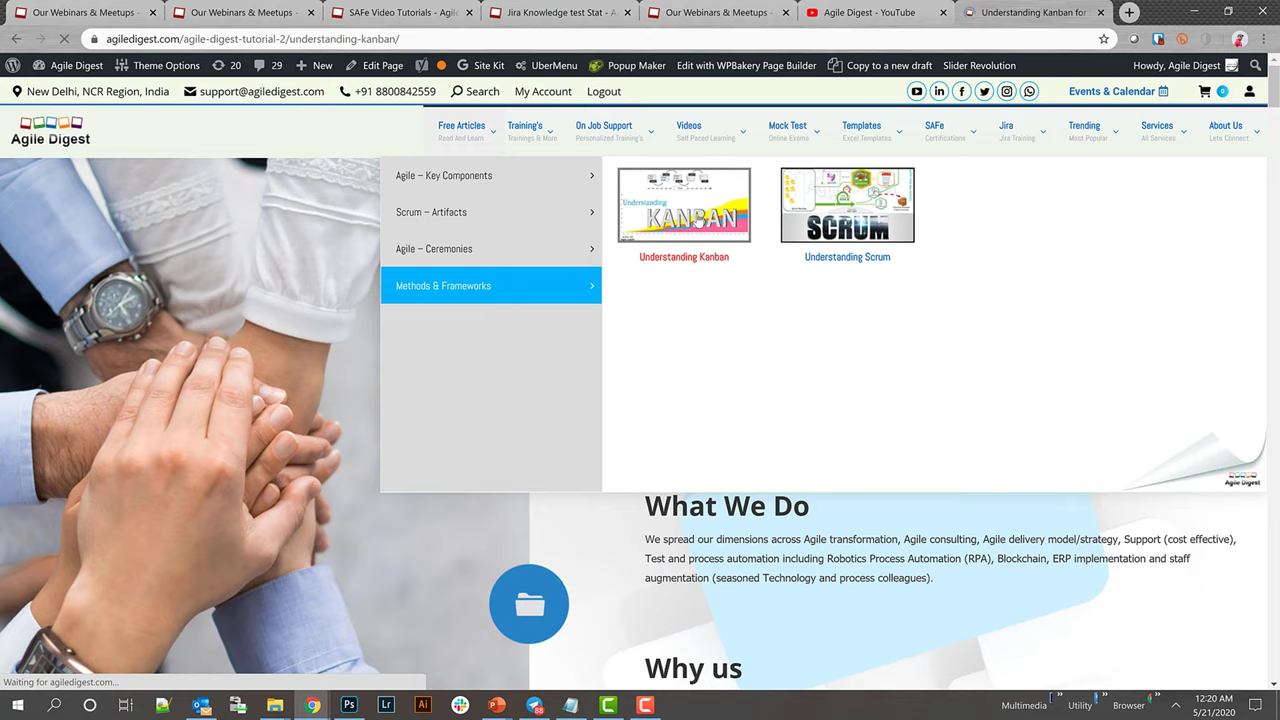 Our Webinars & Meetups -
Our Webinars & Meetups -
SAFe Video Tutorials - Agile
Jira Knowledge test Stat - A
Our Webinars & Meetups -
Agile Digest - YouTube
Understanding Kanban for
agiledigest.com/agile-digest-tutorial-2/understanding-kanban/
Agile Digest
Theme Options
20
29
New
Edit Page
Site Kit
UberMenu
Popup Maker
Edit with WPBakery Page Builder
Copy to a new draft
Slider Revolution
Howdy, Agile Digest
New Delhi, NCR Region, India
support@agiledigest.com
+91 8800842559
Search
My Account
Logout
Events & Calendar
0
Agile Digest
Free Articles
Read And Learn
Training's
Trainings & More
On Job Support
Personalized Training's
Videos
Self Paced Learning
Mock Test
Online Exams
Templates
Excel Templates
SAFe
Certifications
Jira
Jira Training
Trending
Most Popular
Services
All Services
About Us
Lets Connect
Agile – Key Components
Scrum – Artifacts
Agile – Ceremonies
Methods & Frameworks
Understanding
KANBAN
Understanding Kanban
SCRUM
Understanding Scrum
Agile Digest
What We Do
We spread our dimensions across Agile transformation, Agile consulting, Agile delivery model/strategy, Support (cost effective),
Test and process automation including Robotics Process Automation (RPA), Blockchain, ERP implementation and staff
augmentation (seasoned Technology and process colleagues).
Why us
Waiting for agiledigest.com...
Ps
Lr
Ai
Multimedia
Utility
Browser
12:20 AM
5/21/2020